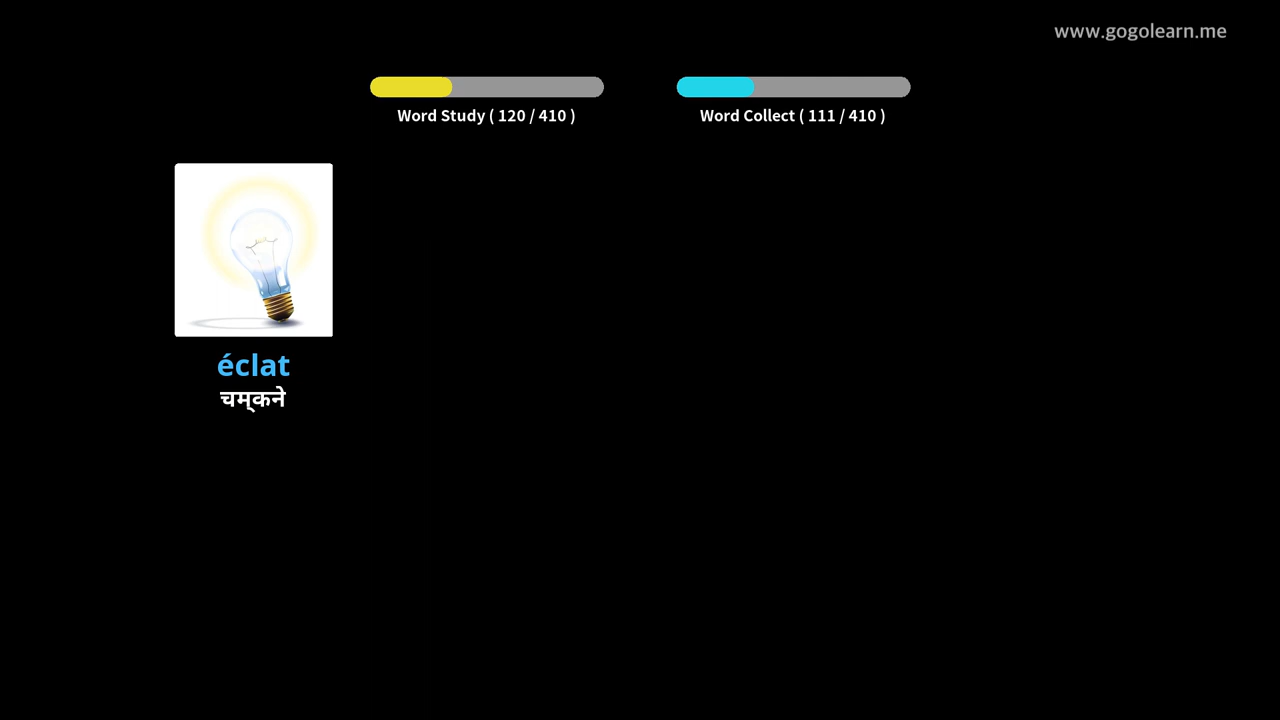 www.gogolearn.me
Word Study ( 120 / 410 )
Word Collect ( 111 / 410 )
éclat
चम्कने